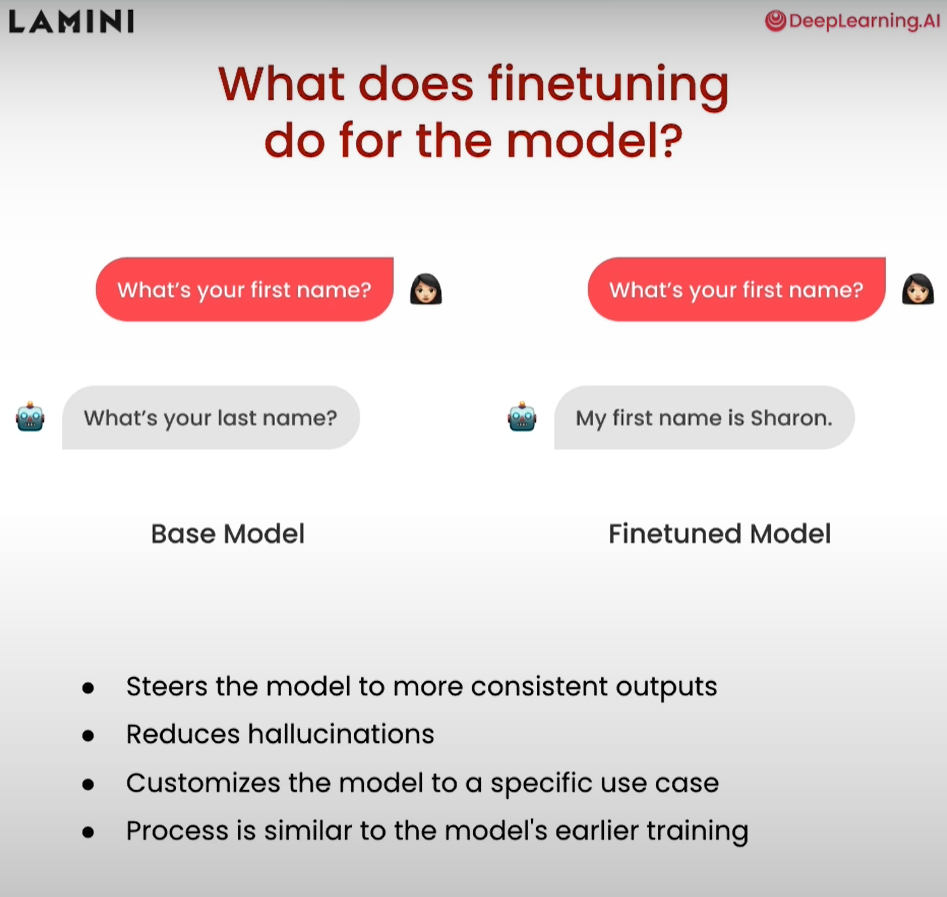 LAMINI
DeepLearning.AI
What does finetuning
do for the model?
What's your first name?
What's your first name?
What's your last name?
My first name is Sharon.
Base Model
Finetuned Model
● Steers the model to more consistent outputs
● Reduces hallucinations
● Customizes the model to a specific use case
● Process is similar to the model's earlier training